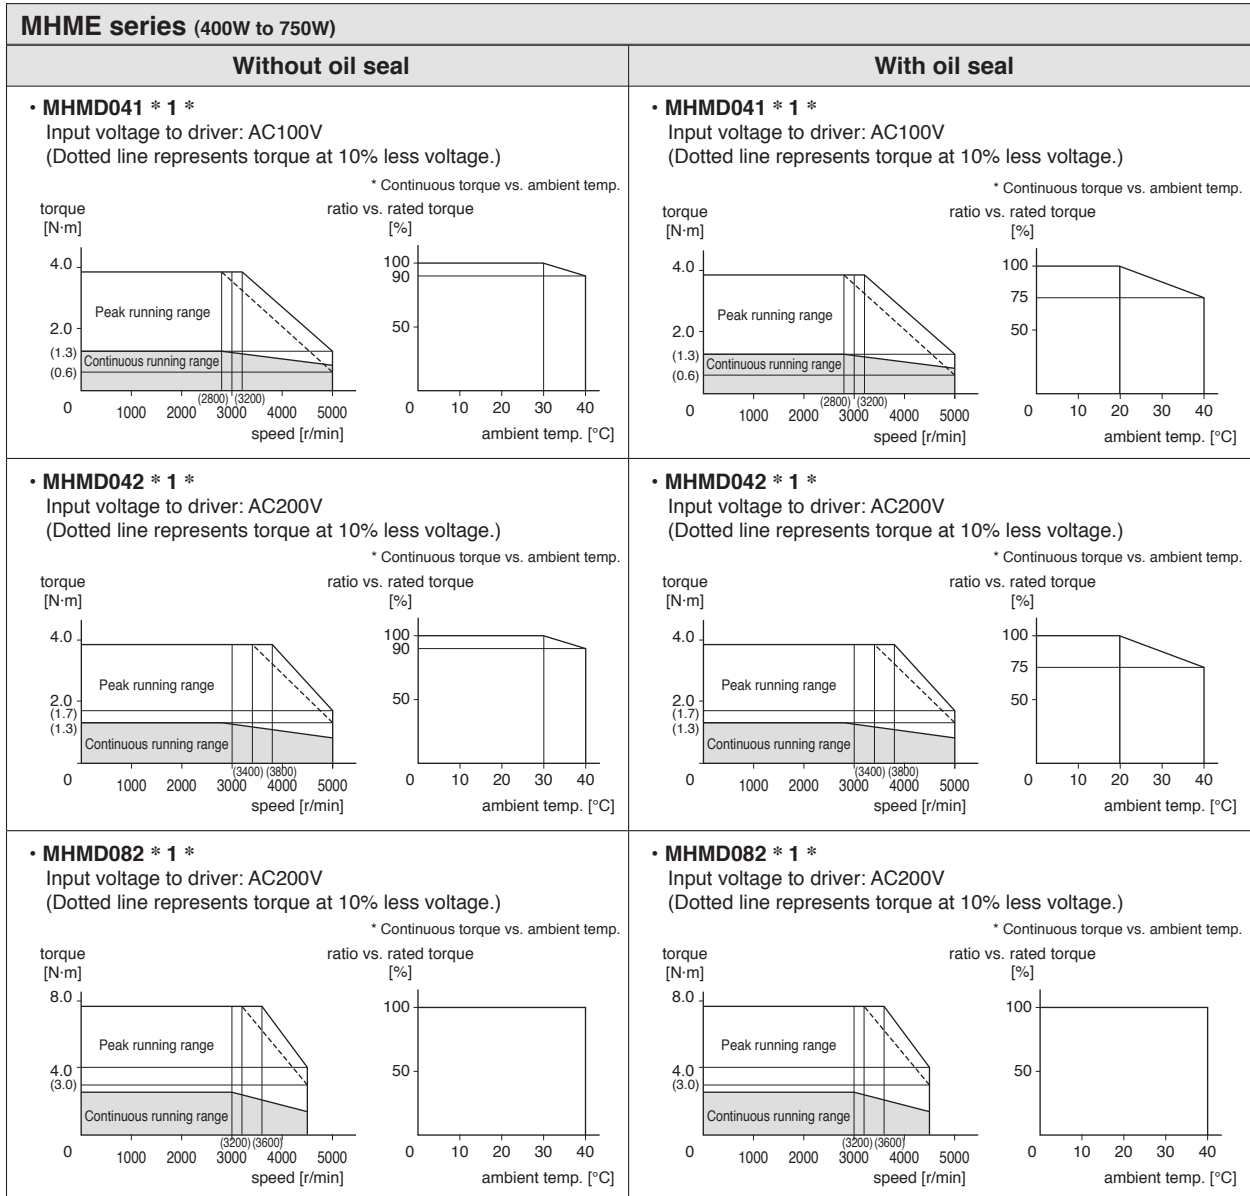 MHME series (400W to 750W)
Without oil seal
With oil seal
・MHMD041 * 1 *
Input voltage to driver: AC100V
(Dotted line represents torque at 10% less voltage.)
* Continuous torque vs. ambient temp.
torque
[N·m]
ratio vs. rated torque
[%]
4.0
2.0
(1.3)
(0.6)
Peak running range
Continuous running range
(2800) (3200)
0 1000 2000 3000 4000 5000
speed [r/min]
100
90
50
0 10 20 30 40
ambient temp. [°C]
・MHMD041 * 1 *
Input voltage to driver: AC100V
(Dotted line represents torque at 10% less voltage.)
* Continuous torque vs. ambient temp.
torque
[N·m]
ratio vs. rated torque
[%]
4.0
2.0
(1.3)
(0.6)
Peak running range
Continuous running range
(2800) (3200)
0 1000 2000 3000 4000 5000
speed [r/min]
100
75
50
0 10 20 30 40
ambient temp. [°C]
・MHMD042 * 1 *
Input voltage to driver: AC200V
(Dotted line represents torque at 10% less voltage.)
* Continuous torque vs. ambient temp.
torque
[N·m]
ratio vs. rated torque
[%]
4.0
2.0
(1.7)
(1.3)
Peak running range
Continuous running range
(3400) (3800)
0 1000 2000 3000 4000 5000
speed [r/min]
100
90
50
0 10 20 30 40
ambient temp. [°C]
・MHMD042 * 1 *
Input voltage to driver: AC200V
(Dotted line represents torque at 10% less voltage.)
* Continuous torque vs. ambient temp.
torque
[N·m]
ratio vs. rated torque
[%]
4.0
2.0
(1.7)
(1.3)
Peak running range
Continuous running range
(3400) (3800)
0 1000 2000 3000 4000 5000
speed [r/min]
100
75
50
0 10 20 30 40
ambient temp. [°C]
・MHMD082 * 1 *
Input voltage to driver: AC200V
(Dotted line represents torque at 10% less voltage.)
* Continuous torque vs. ambient temp.
torque
[N·m]
ratio vs. rated torque
[%]
8.0
4.0
(3.0)
Peak running range
Continuous running range
(3200) (3600)
0 1000 2000 3000 4000 5000
speed [r/min]
100
50
0 10 20 30 40
ambient temp. [°C]
・MHMD082 * 1 *
Input voltage to driver: AC200V
(Dotted line represents torque at 10% less voltage.)
* Continuous torque vs. ambient temp.
torque
[N·m]
ratio vs. rated torque
[%]
8.0
4.0
(3.0)
Peak running range
Continuous running range
(3200) (3600)
0 1000 2000 3000 4000 5000
speed [r/min]
100
50
0 10 20 30 40
ambient temp. [°C]